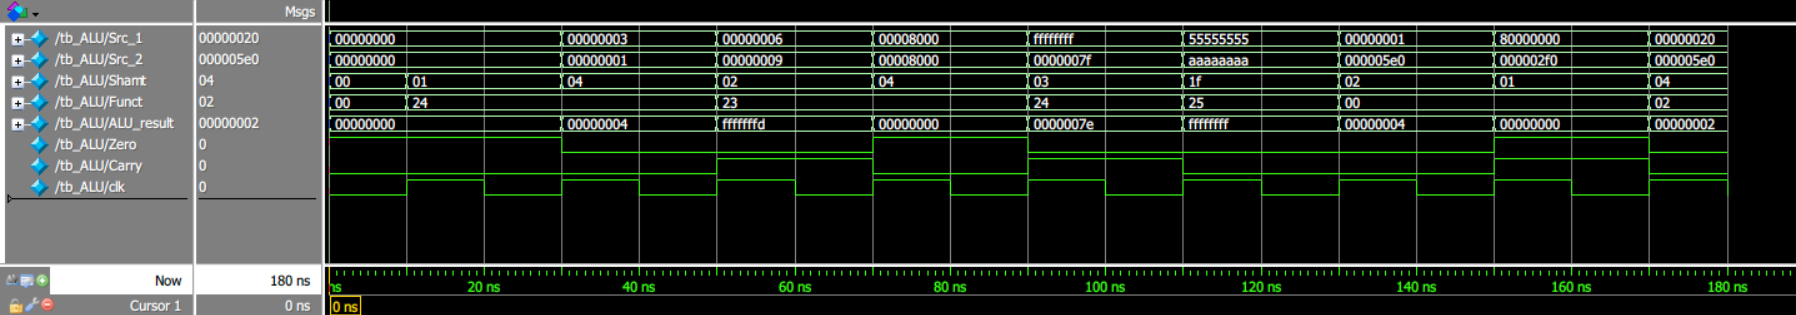 Msgs
/tb_ALU/Src_1 00000020 00000000 00000003 00000006 00008000 ffffffff 55555555 00000001 80000000 00000020
/tb_ALU/Src_2 000005e0 00000000 00000001 00000009 00008000 0000007f aaaaaaaa 000005e0 000002f0 000005e0
/tb_ALU/Shamt 04 00 01 04 02 04 03 1f 02 01 04
/tb_ALU/Funct 02 00 24 23 24 25 00 02
/tb_ALU/ALU_result 00000002 00000000 00000004 fffffffd 00000000 0000007e ffffffff 00000004 00000000 00000002
/tb_ALU/Zero 0
/tb_ALU/Carry 0
/tb_ALU/clk 0
Now 180 ns ns 20 ns 40 ns 60 ns 80 ns 100 ns 120 ns 140 ns 160 ns 180 ns
Cursor 1 0 ns 0 ns